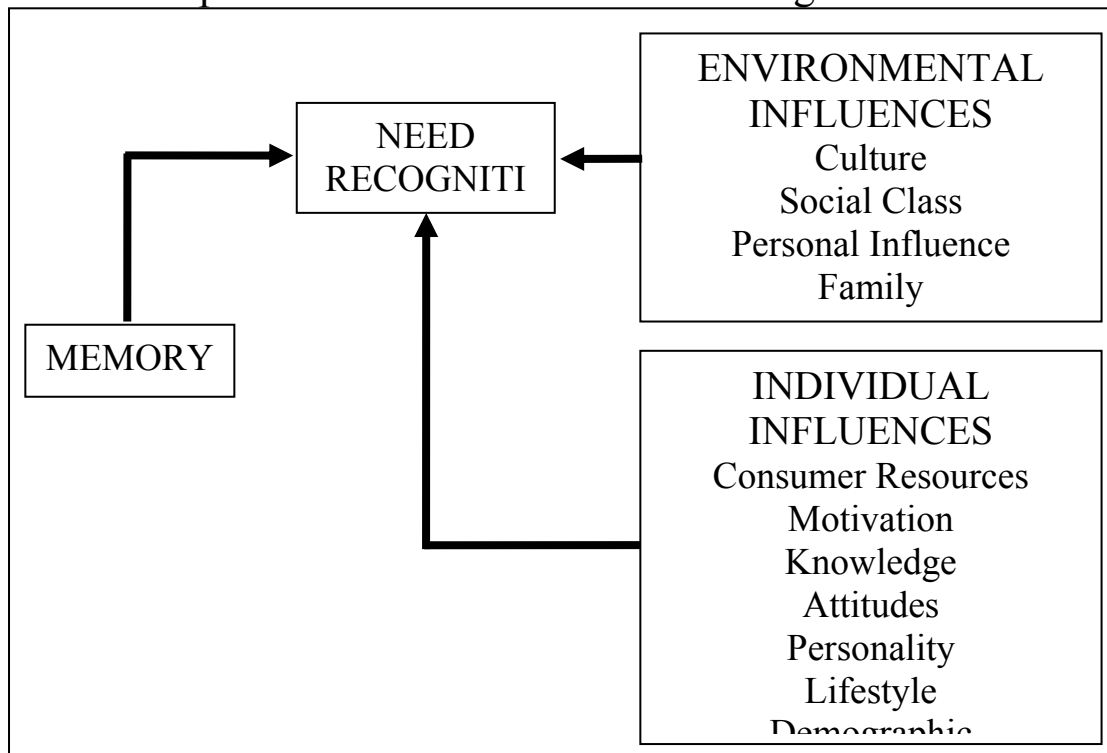 NEED
RECOGNITI
ENVIRONMENTAL
INFLUENCES
Culture
Social Class
Personal Influence
Family
MEMORY
INDIVIDUAL
INFLUENCES
Consumer Resources
Motivation
Knowledge
Attitudes
Personality
Lifestyle
Demographic